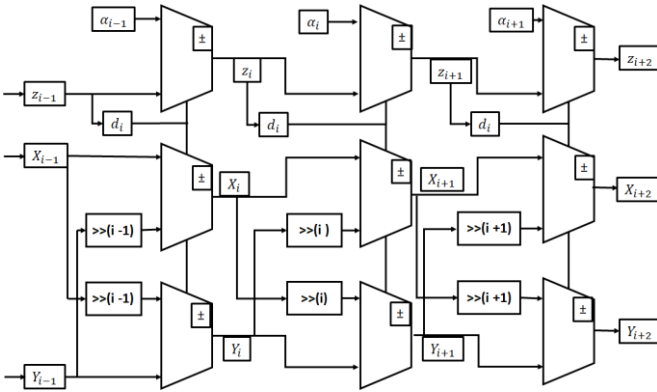 α_{i−1} ± α_i ± α_{i+1} ±
z_{i−1} z_i z_{i+1} z_{i+2}
d_i d_i d_i
X_{i−1} ± X_i ± X_{i+1} ± X_{i+2}
>>(i -1) >>(i ) >>(i +1)
>>(i -1) >>(i) >>(i +1)
± ± ±
Y_{i−1} Y_i Y_{i+1} Y_{i+2}